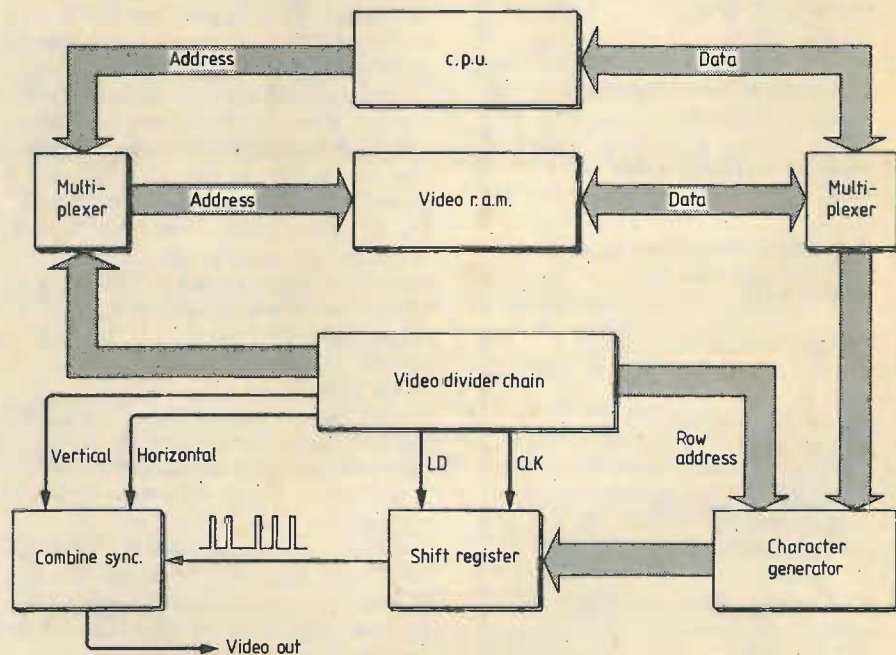 Address
c.p.u.
Data
Multi-
plexer
Address
Video r.a.m.
Data
Multi-
plexer
Video divider chain
Vertical
Horizontal
LD
CLK
Row
address
Combine sync.
Shift register
Character
generator
Video out